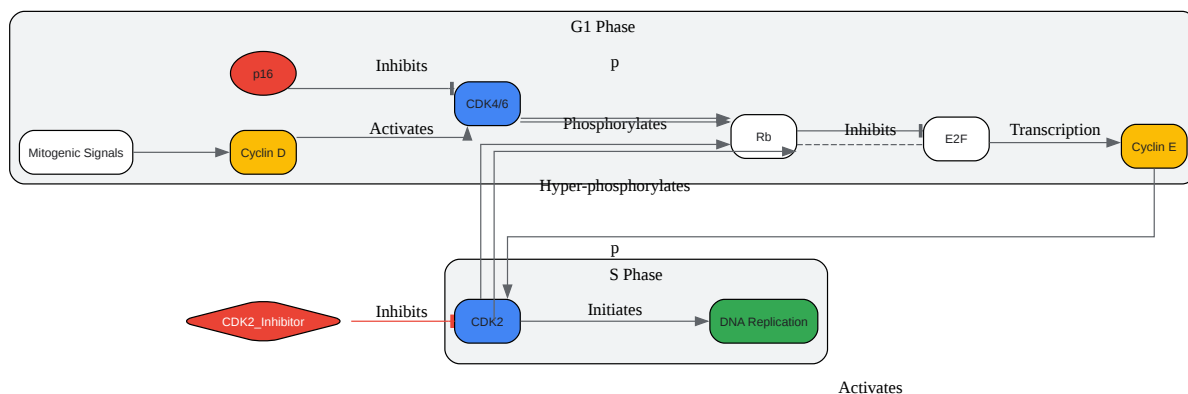 G1 Phase
p
Inhibits
p16
CDK4/6
Activates
Phosphorylates
Inhibits
Transcription
Rb
E2F
Mitogenic Signals
Cyclin D
Cyclin E
Hyper-phosphorylates
p
S Phase
Inhibits
Initiates
CDK2_Inhibitor
CDK2
DNA Replication
Activates